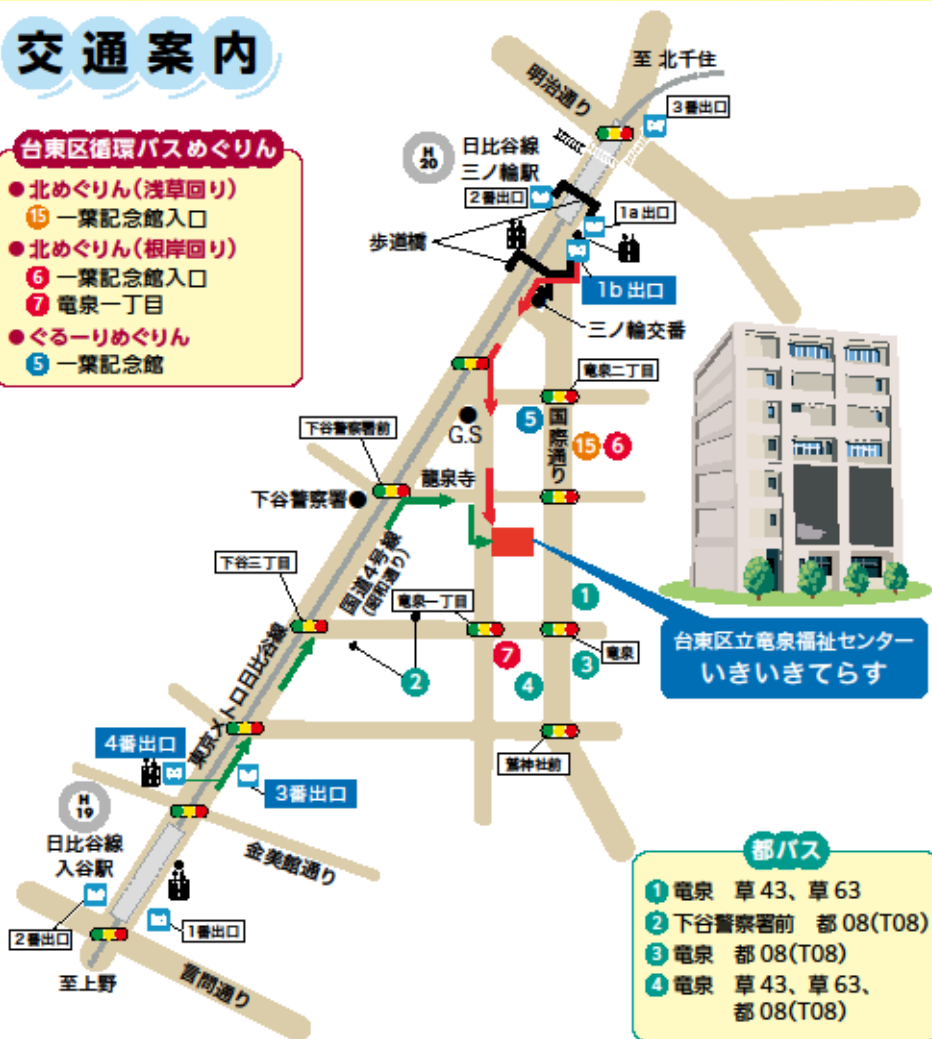 交通案内
台東区循環バスめぐりん
●北めぐりん(浅草回り)
15 一葉記念館入口
●北めぐりん(根岸回り)
6 一葉記念館入口
7 竜泉一丁目
●ぐるーりめぐりん
5 一葉記念館
至 北千住
明治通り
3番出口
H
20
日比谷線
三ノ輪駅
2番出口
1a出口
歩道橋
1b出口
三ノ輪交番
竜泉二丁目
5
国際通り
15 6
G.S
下谷警察署前
龍泉寺
下谷警察署
国道4号線
(昭和通り)
下谷三丁目
竜泉一丁目
1
竜泉
2
7
3
4
台東区立竜泉福祉センター
いきいきてらす
東京メトロ日比谷線
鷲神社前
4番出口
3番出口
H
19
日比谷線
入谷駅
金美館通り
2番出口
1番出口
至上野
言問通り
都バス
1 竜泉 草43、草63
2 下谷警察署前 都08(T08)
3 竜泉 都08(T08)
4 竜泉 草43、草63、
都08(T08)